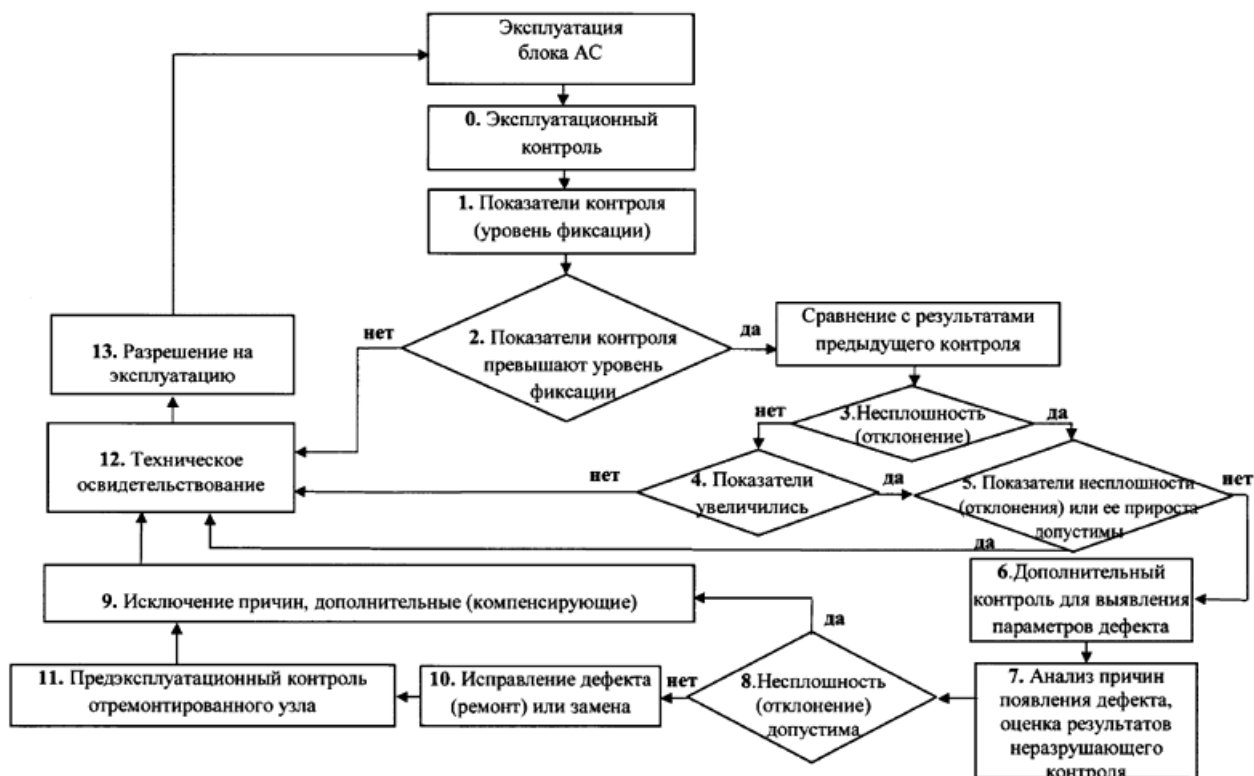 Эксплуатация
блока АС
0. Эксплуатационный
контроль
1. Показатели контроля
(уровень фиксации)
нет
2. Показатели контроля
превышают уровень
фиксации
да
Сравнение с результатами
предыдущего контроля
13. Разрешение на
эксплуатацию
нет
3.Несплошность
(отклонение)
да
12. Техническое
освидетельствование
нет
4. Показатели
увеличились
да
5. Показатели несплошности
(отклонения) или ее прироста
допустимы
нет
да
6.Дополнительный
контроль для выявления
параметров дефекта
9. Исключение причин, дополнительные (компенсирующие)
да
11. Предэксплуатационный контроль
отремонтированного узла
10. Исправление дефекта
(ремонт) или замена
нет
8.Несплошность
(отклонение)
допустима
7. Анализ причин
появления дефекта,
оценка результатов
неразрушающего
контроля